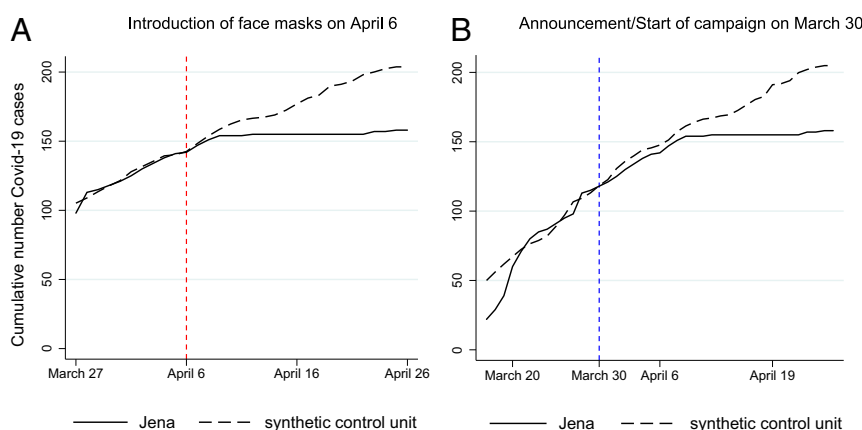 A
Introduction of face masks on April 6
Cumulative number Covid-19 cases
200
150
100
50
0
March 27 April 6 April 16 April 26
Jena synthetic control unit
B
Announcement/Start of campaign on March 30
200
150
100
50
0
March 20 March 30 April 6 April 19
Jena synthetic control unit